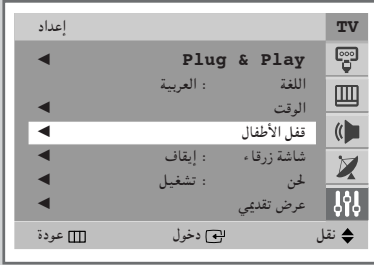 TV إعداد
Plug & Play ◄
اللغة : العربية
الوقت ◄
قفل الأطفال ◄
شاشة زرقاء : إيقاف ◄
لحن : تشغيل ◄
عرض تقديمي ◄
نقل دخول عودة